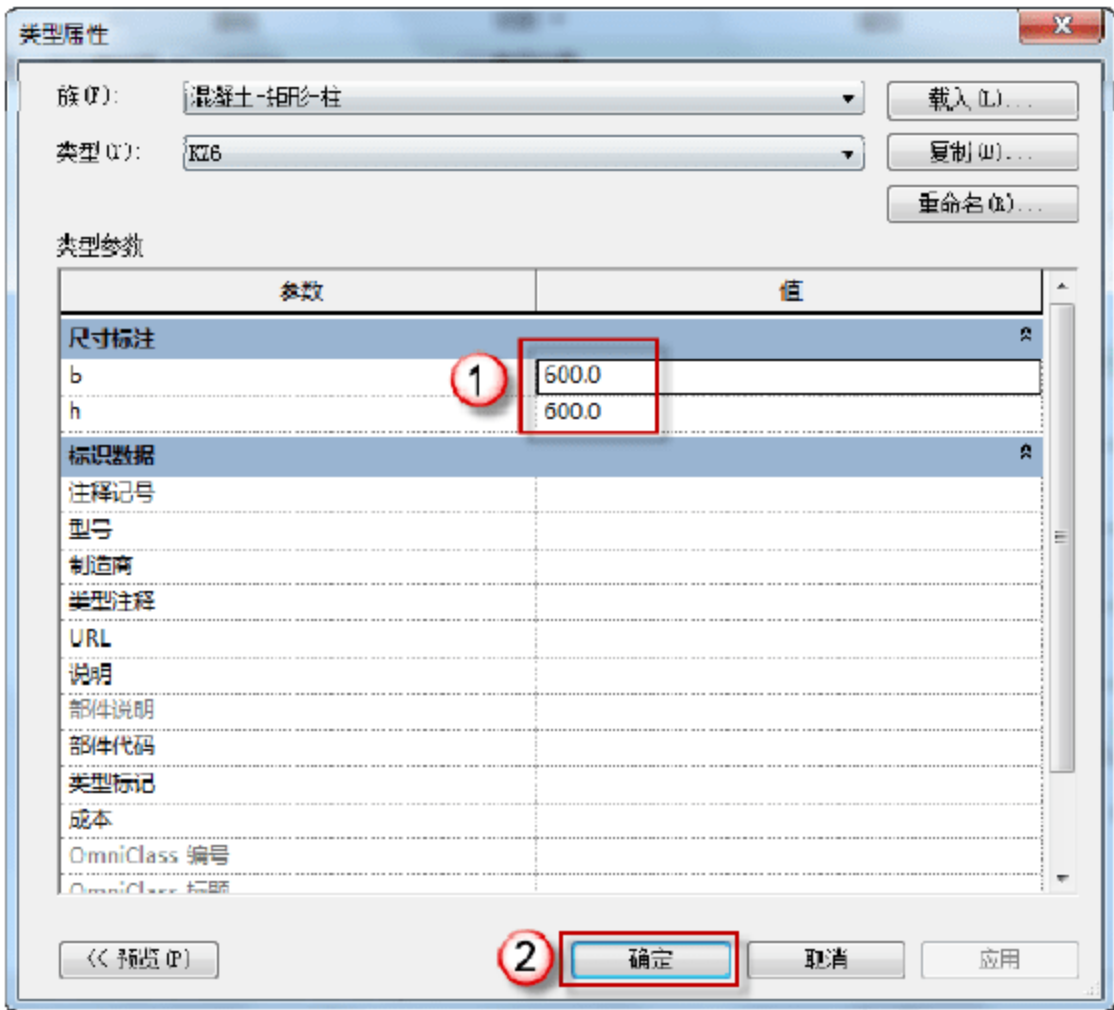 类型属性
族(F): 混凝土-矩形-柱 载入(L)...
类型(T): KZ6 复制(D)...
重命名(R)...
类型参数
参数 值
尺寸标注
b 600.0
1
h 600.0
标识数据
注释记号
型号
制造商
类型注释
URL
说明
部件说明
部件代码
类型标记
成本
OmniClass 编号
OmniClass 标题
<< 预览(P) 2 确定 取消 应用